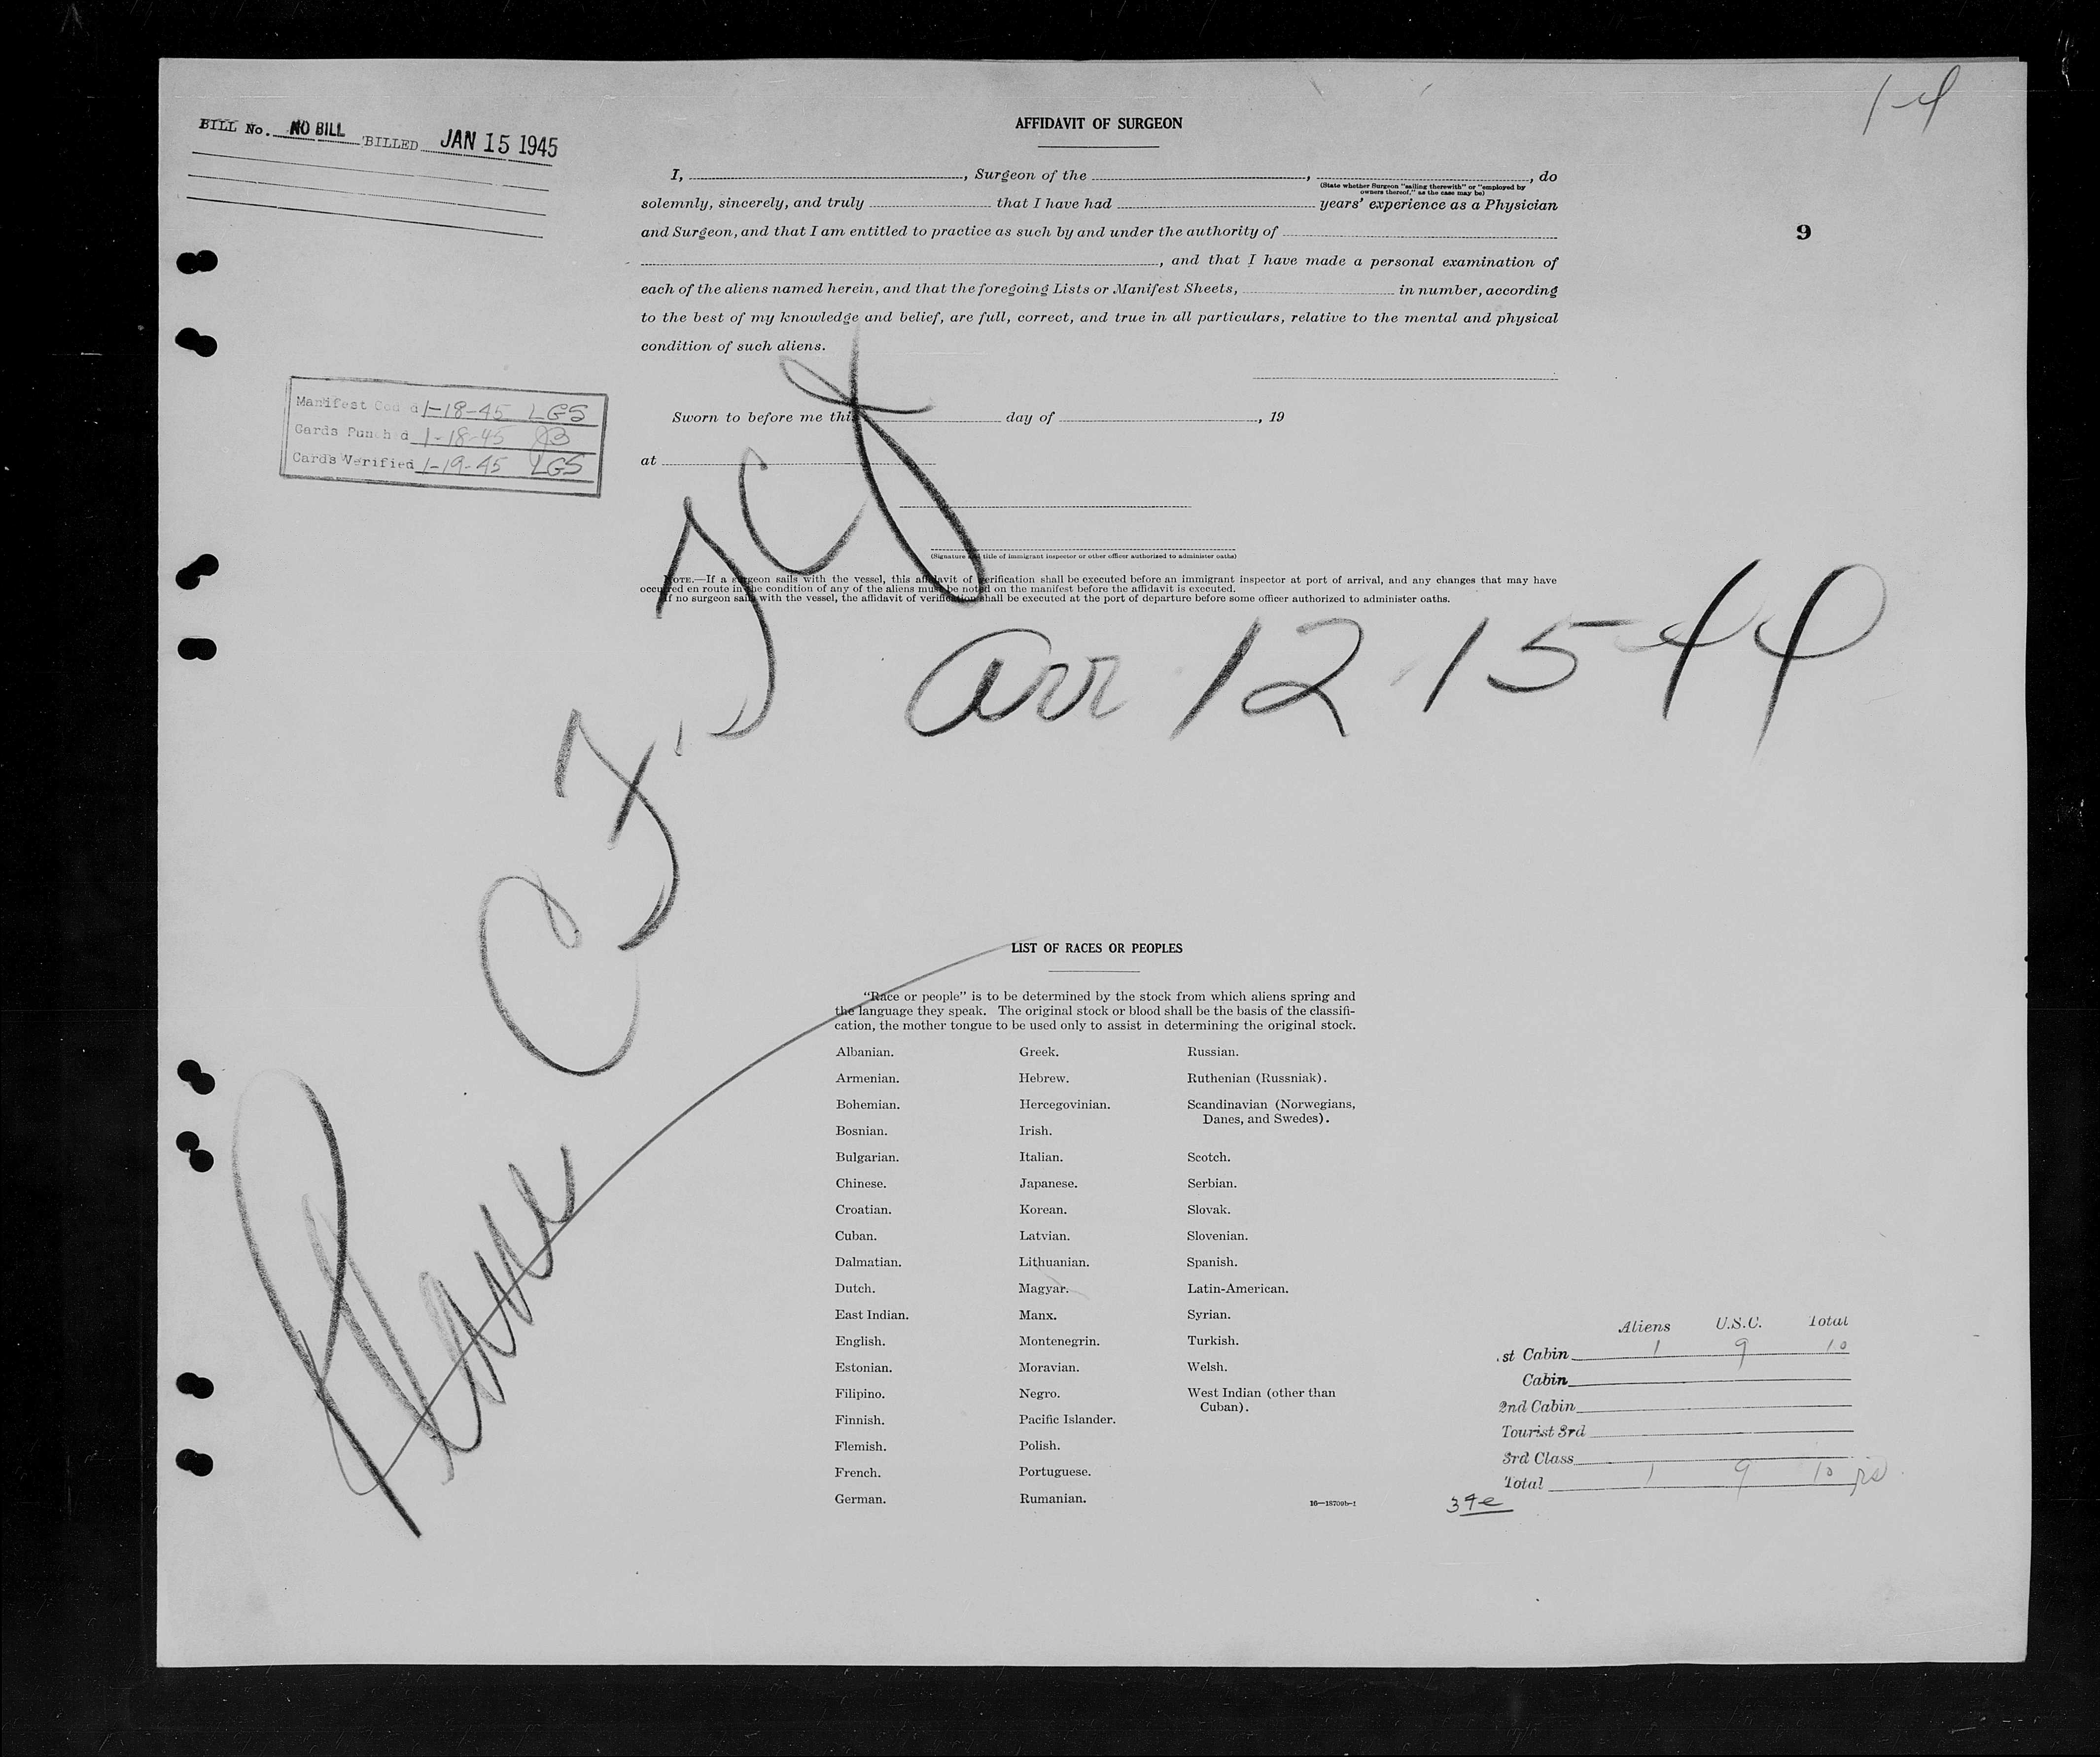 1-4
BILL No. NO BILL BILLED JAN 15 1945
AFFIDAVIT OF SURGEON
I, , Surgeon of the , , do
(State whether Surgeon "sailing therewith" or "employed by
owners thereof," as the case may be)
solemnly, sincerely, and truly that I have had years' experience as a Physician
and Surgeon, and that I am entitled to practice as such by and under the authority of
9
, and that I have made a personal examination of
each of the aliens named herein, and that the foregoing Lists or Manifest Sheets, in number, according
to the best of my knowledge and belief, are full, correct, and true in all particulars, relative to the mental and physical
condition of such aliens.
Manifest Cod d 1-18-45 LGS
Cards Punch d 1-18-45
Cards Verified 1-19-45 LGS
Sworn to before me this day of , 19
at
(Signature and title of immigrant inspector or other officer authorized to administer oaths)
NOTE.—If a surgeon sails with the vessel, this affidavit of verification shall be executed before an immigrant inspector at port of arrival, and any changes that may have
occurred en route in the condition of any of the aliens must be noted on the manifest before the affidavit is executed.
If no surgeon sails with the vessel, the affidavit of verification shall be executed at the port of departure before some officer authorized to administer oaths.
arr 12 15 44
Plane
LIST OF RACES OR PEOPLES
"Race or people" is to be determined by the stock from which aliens spring and
the language they speak. The original stock or blood shall be the basis of the classifi-
cation, the mother tongue to be used only to assist in determining the original stock.
Albanian.
Armenian.
Bohemian.
Bosnian.
Bulgarian.
Chinese.
Croatian.
Cuban.
Dalmatian.
Dutch.
East Indian.
English.
Estonian.
Filipino.
Finnish.
Flemish.
French.
German.
Greek.
Hebrew.
Hercegovinian.
Irish.
Italian.
Japanese.
Korean.
Latvian.
Lithuanian.
Magyar.
Manx.
Montenegrin.
Moravian.
Negro.
Pacific Islander.
Polish.
Portuguese.
Rumanian.
Russian.
Ruthenian (Russniak).
Scandinavian (Norwegians,
Danes, and Swedes).
Scotch.
Serbian.
Slovak.
Slovenian.
Spanish.
Latin-American.
Syrian.
Turkish.
Welsh.
West Indian (other than
Cuban).
16—18709b-1
Aliens U.S.C. Total
st Cabin 1 9 10
Cabin
2nd Cabin
Tourist 3rd
3rd Class
Total 1 9 10